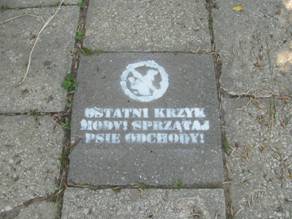 OSTATNI KRZYK
MODY! SPRZĄTAJ
PSIE ODCHODY!